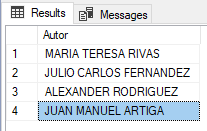 Results Messages
Autor
1 MARIA TERESA RIVAS
2 JULIO CARLOS FERNANDEZ
3 ALEXANDER RODRIGUEZ
4 JUAN MANUEL ARTIGA